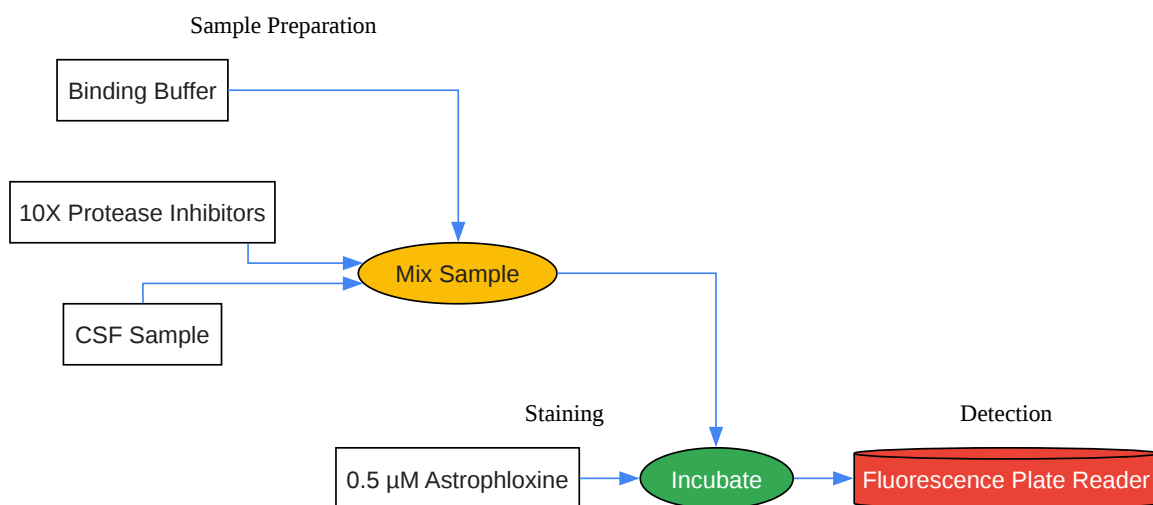 Sample Preparation
Binding Buffer
10X Protease Inhibitors
Mix Sample
CSF Sample
Staining
Detection
0.5 µM Astrophloxine
Incubate
Fluorescence Plate Reader